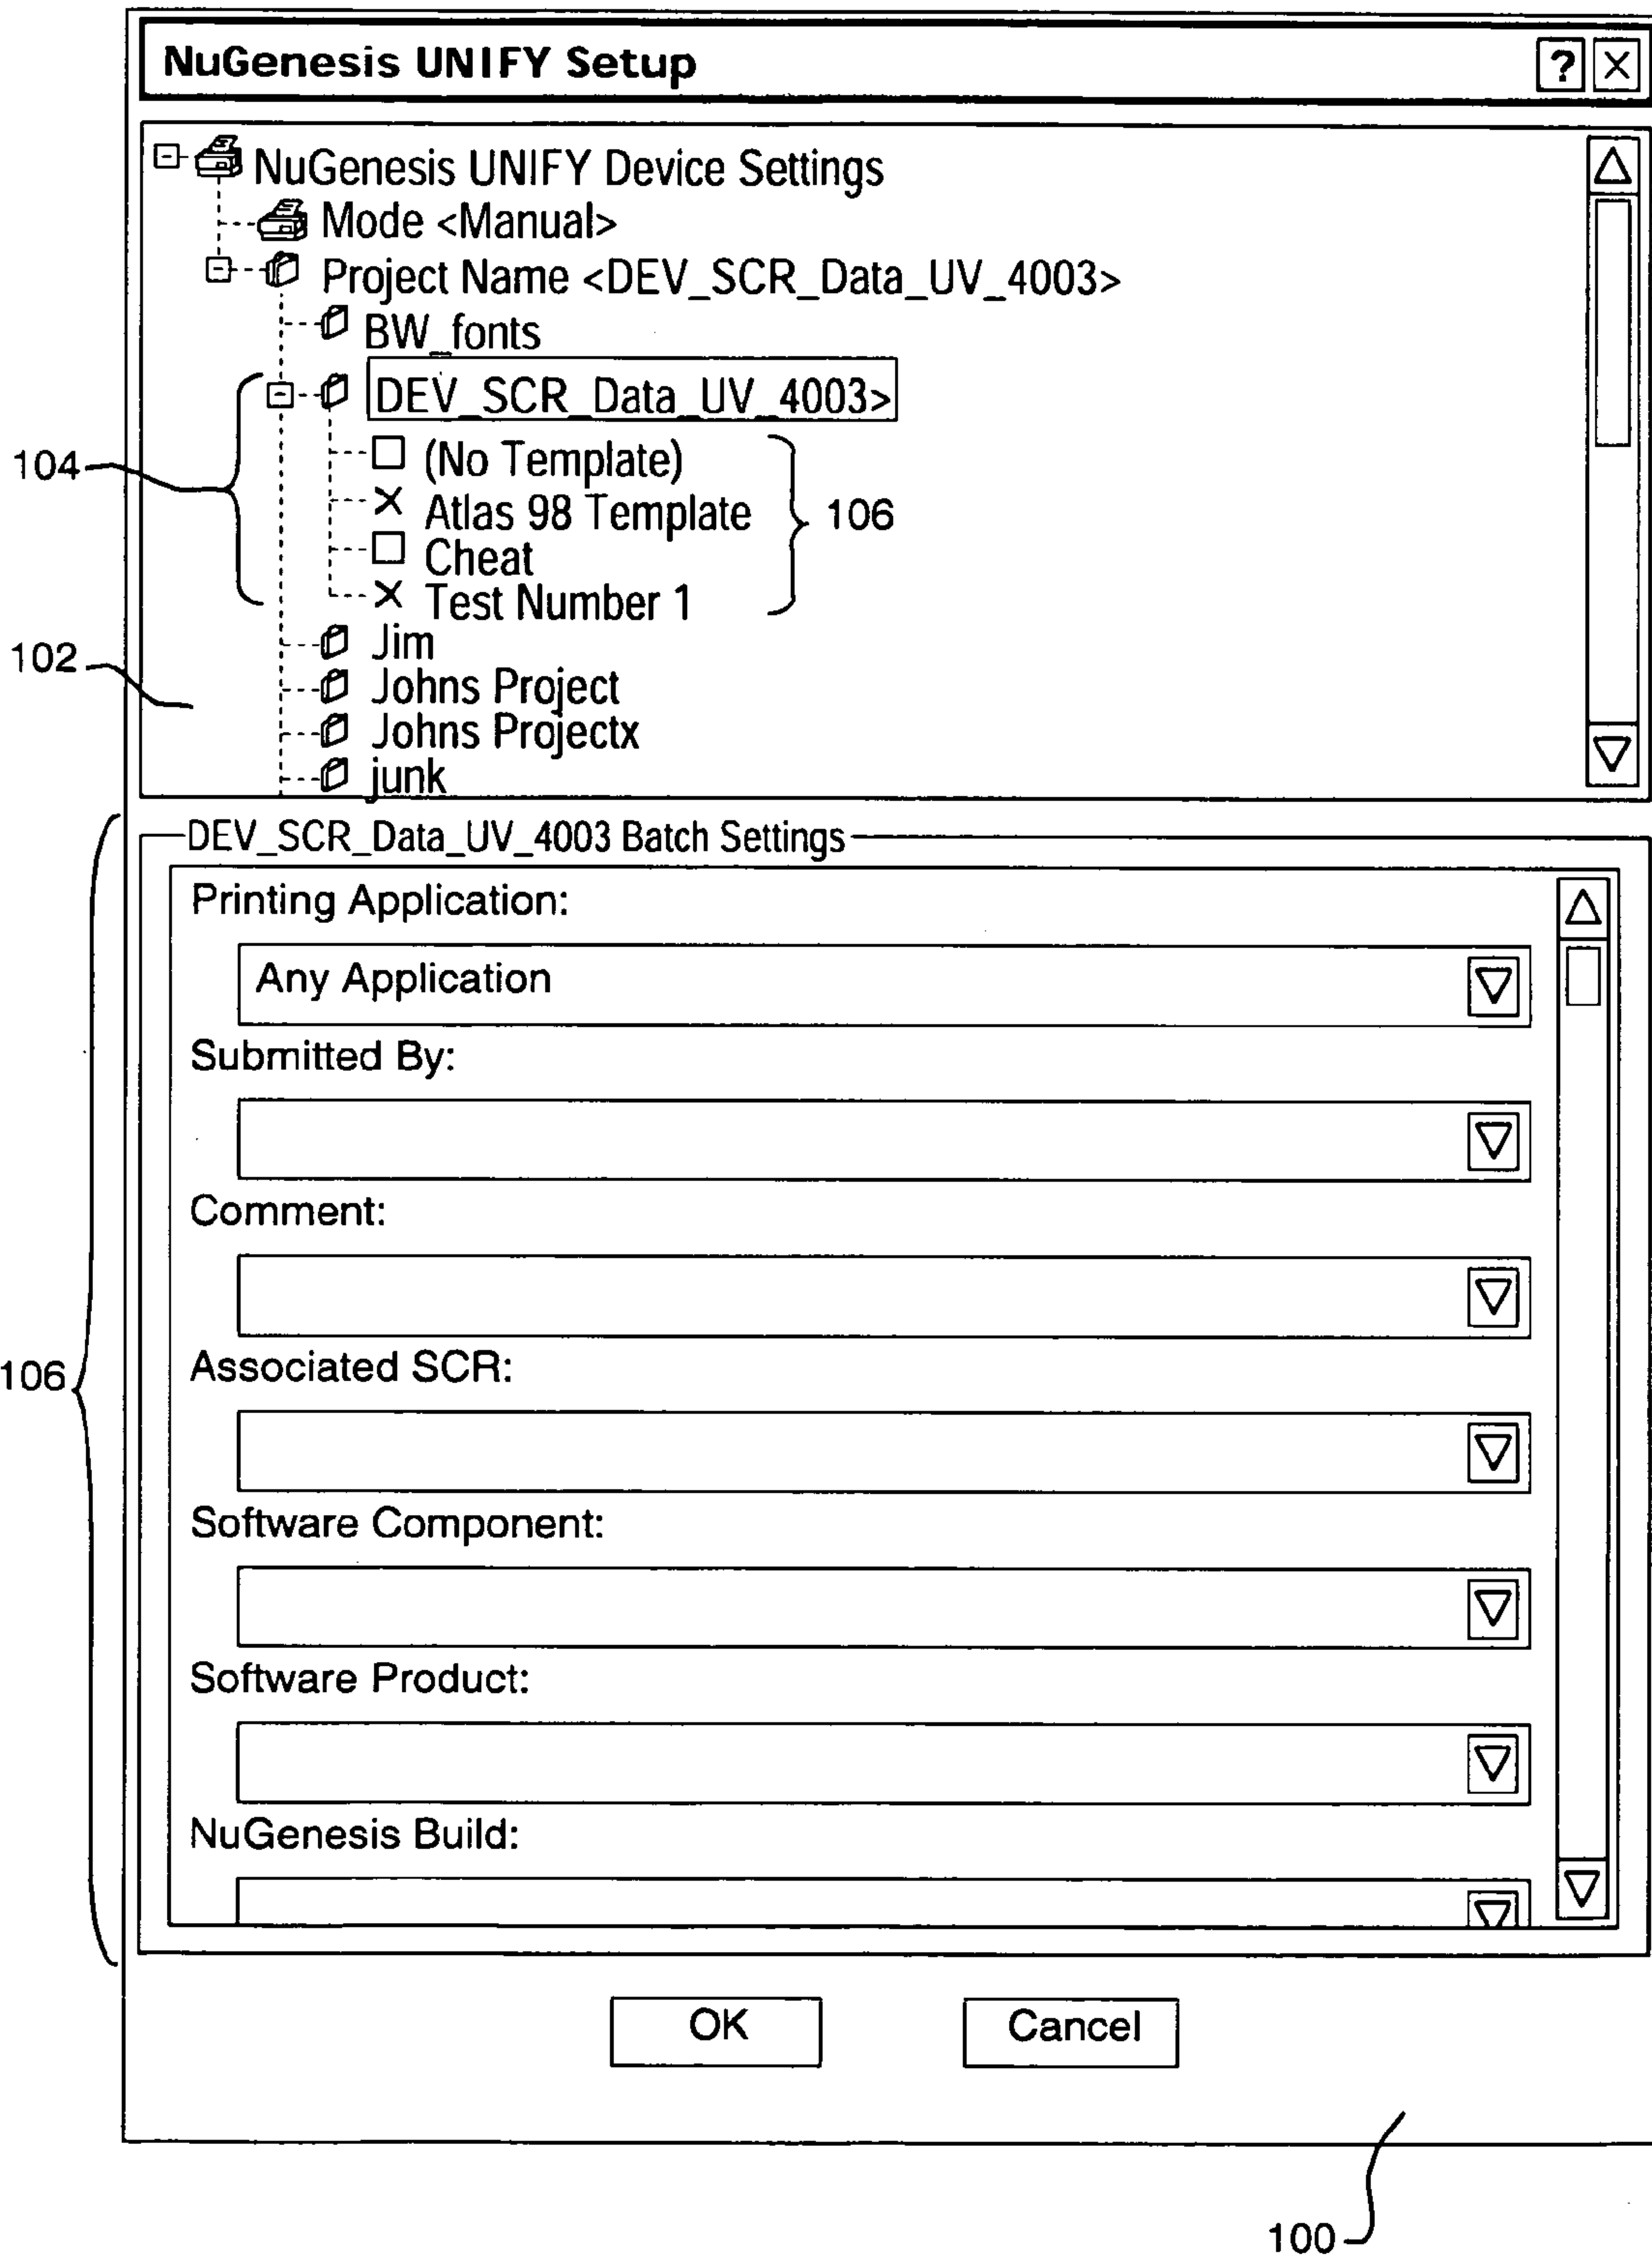 NuGenesis UNIFY Setup ? X
NuGenesis UNIFY Device Settings
Mode <Manual>
Project Name <DEV_SCR_Data_UV_4003>
BW_fonts
DEV_SCR_Data_UV_4003>
(No Template)
104
Atlas 98 Template 106
Cheat
Test Number 1
Jim
102
Johns Project
Johns Projectx
junk
DEV_SCR_Data_UV_4003 Batch Settings
Printing Application:
Any Application
Submitted By:
Comment:
106
Associated SCR:
Software Component:
Software Product:
NuGenesis Build:
OK Cancel
100